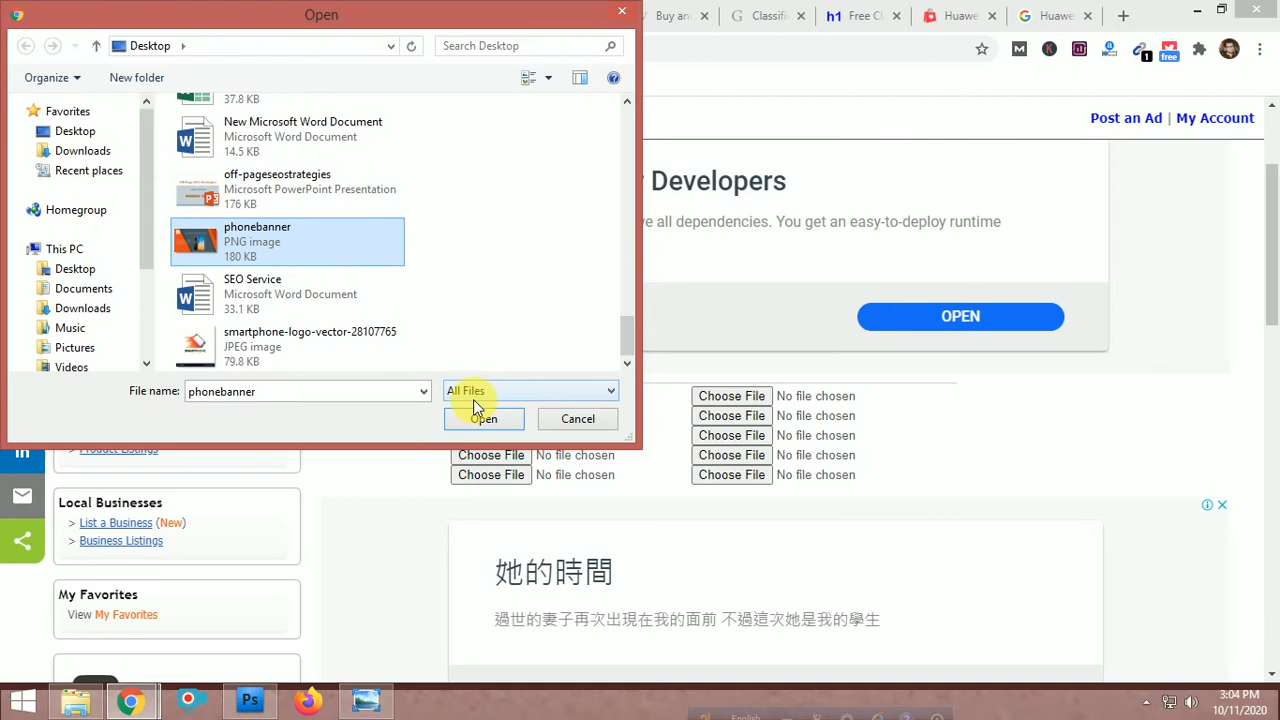 Open
Buy an
Classifi
h1 Free C
Huawe
Huawe
Desktop
Search Desktop
free
1
Organize
New folder
Favorites
Desktop
Downloads
Recent places
Homegroup
This PC
Desktop
Documents
Downloads
Music
Pictures
Videos
37.8 KB
New Microsoft Word Document
Microsoft Word Document
14.5 KB
off-pageseostrategies
Microsoft PowerPoint Presentation
176 KB
phonebanner
PNG image
180 KB
SEO Service
Microsoft Word Document
33.1 KB
smartphone-logo-vector-28107765
JPEG image
79.8 KB
File name: phonebanner
All Files
Open
Cancel
Post an Ad | My Account
Developers
ve all dependencies. You get an easy-to-deploy runtime
OPEN
Choose File No file chosen
Choose File No file chosen
Choose File No file chosen
Choose File No file chosen Choose File No file chosen
Choose File No file chosen Choose File No file chosen
Product Listings
Local Businesses
> List a Business (New)
> Business Listings
My Favorites
View My Favorites
她的時間
過世的妻子再次出現在我的面前 不過這次她是我的學生
Ps
English
3:04 PM
10/11/2020